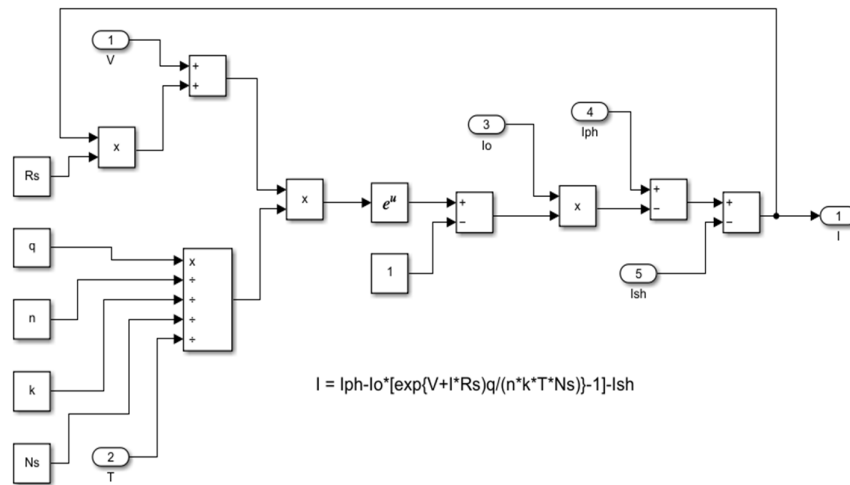 1
V
+
+
x
Rs
3
Io
4
Iph
x
e^u
+
−
x
+
−
+
−
1
I
q
x
÷
÷
÷
÷
1
5
Ish
n
k
Ns
2
T
I = Iph-Io*[exp{V+I*Rs)q/(n*k*T*Ns)}-1]-Ish